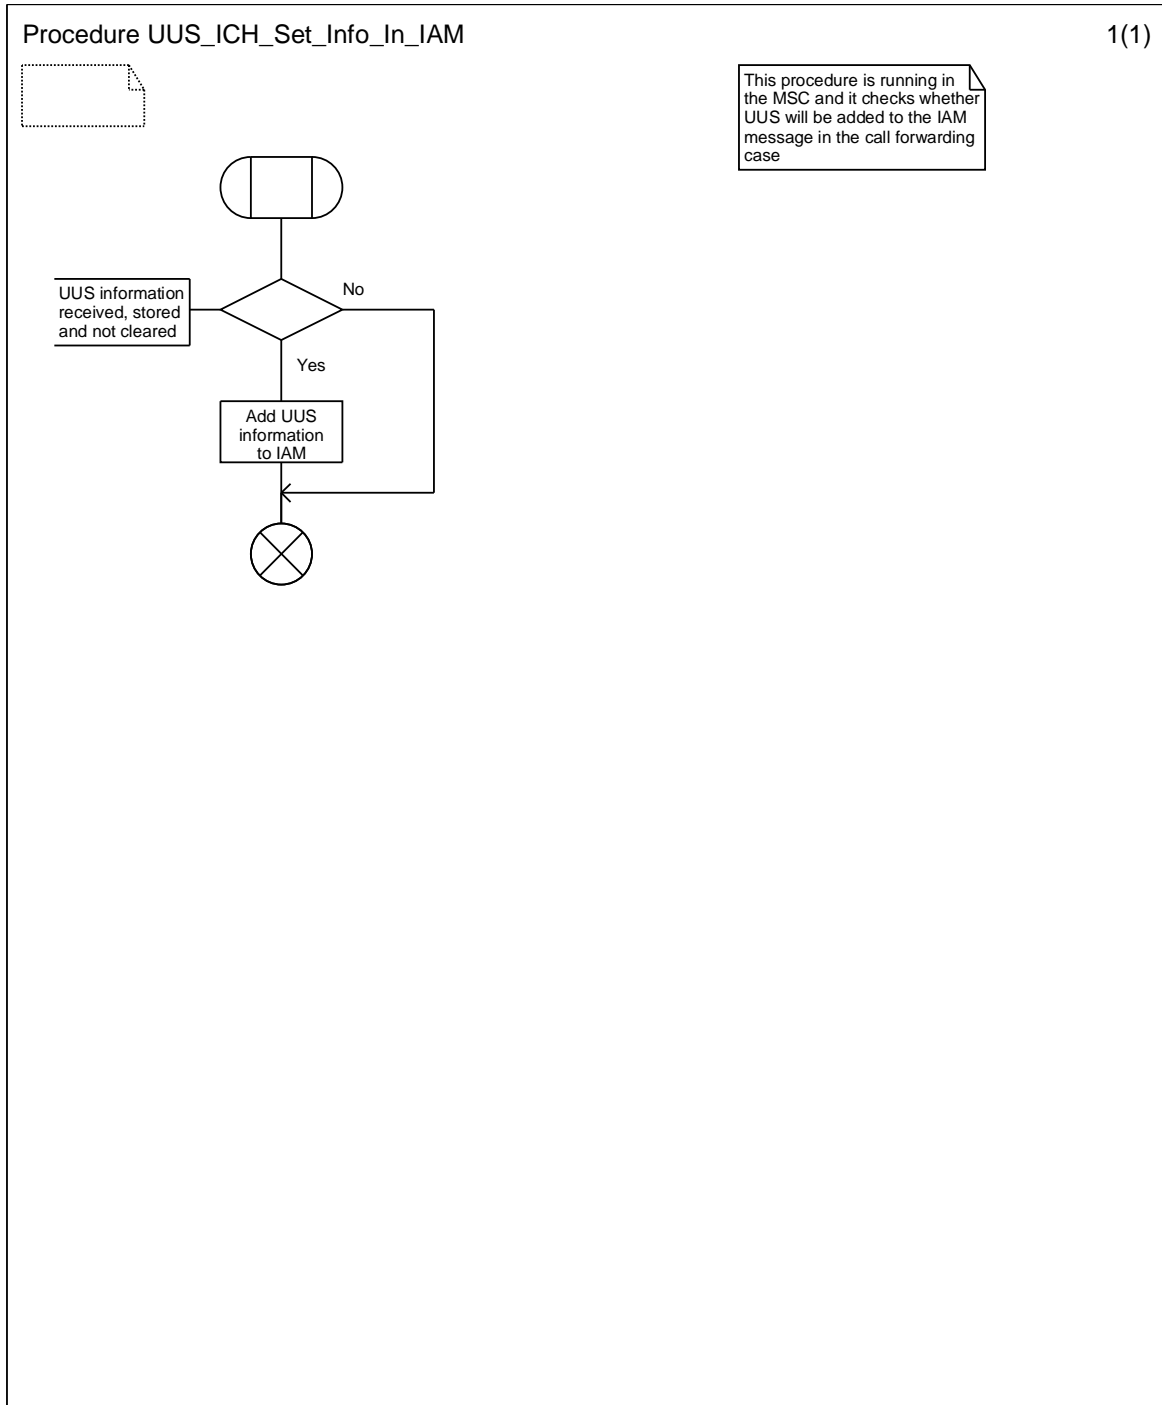 Procedure UUS_ICH_Set_Info_In_IAM
1(1)
This procedure is running in
the MSC and it checks whether
UUS will be added to the IAM
message in the call forwarding
case
UUS information
received, stored
and not cleared
No
Yes
Add UUS
information
to IAM